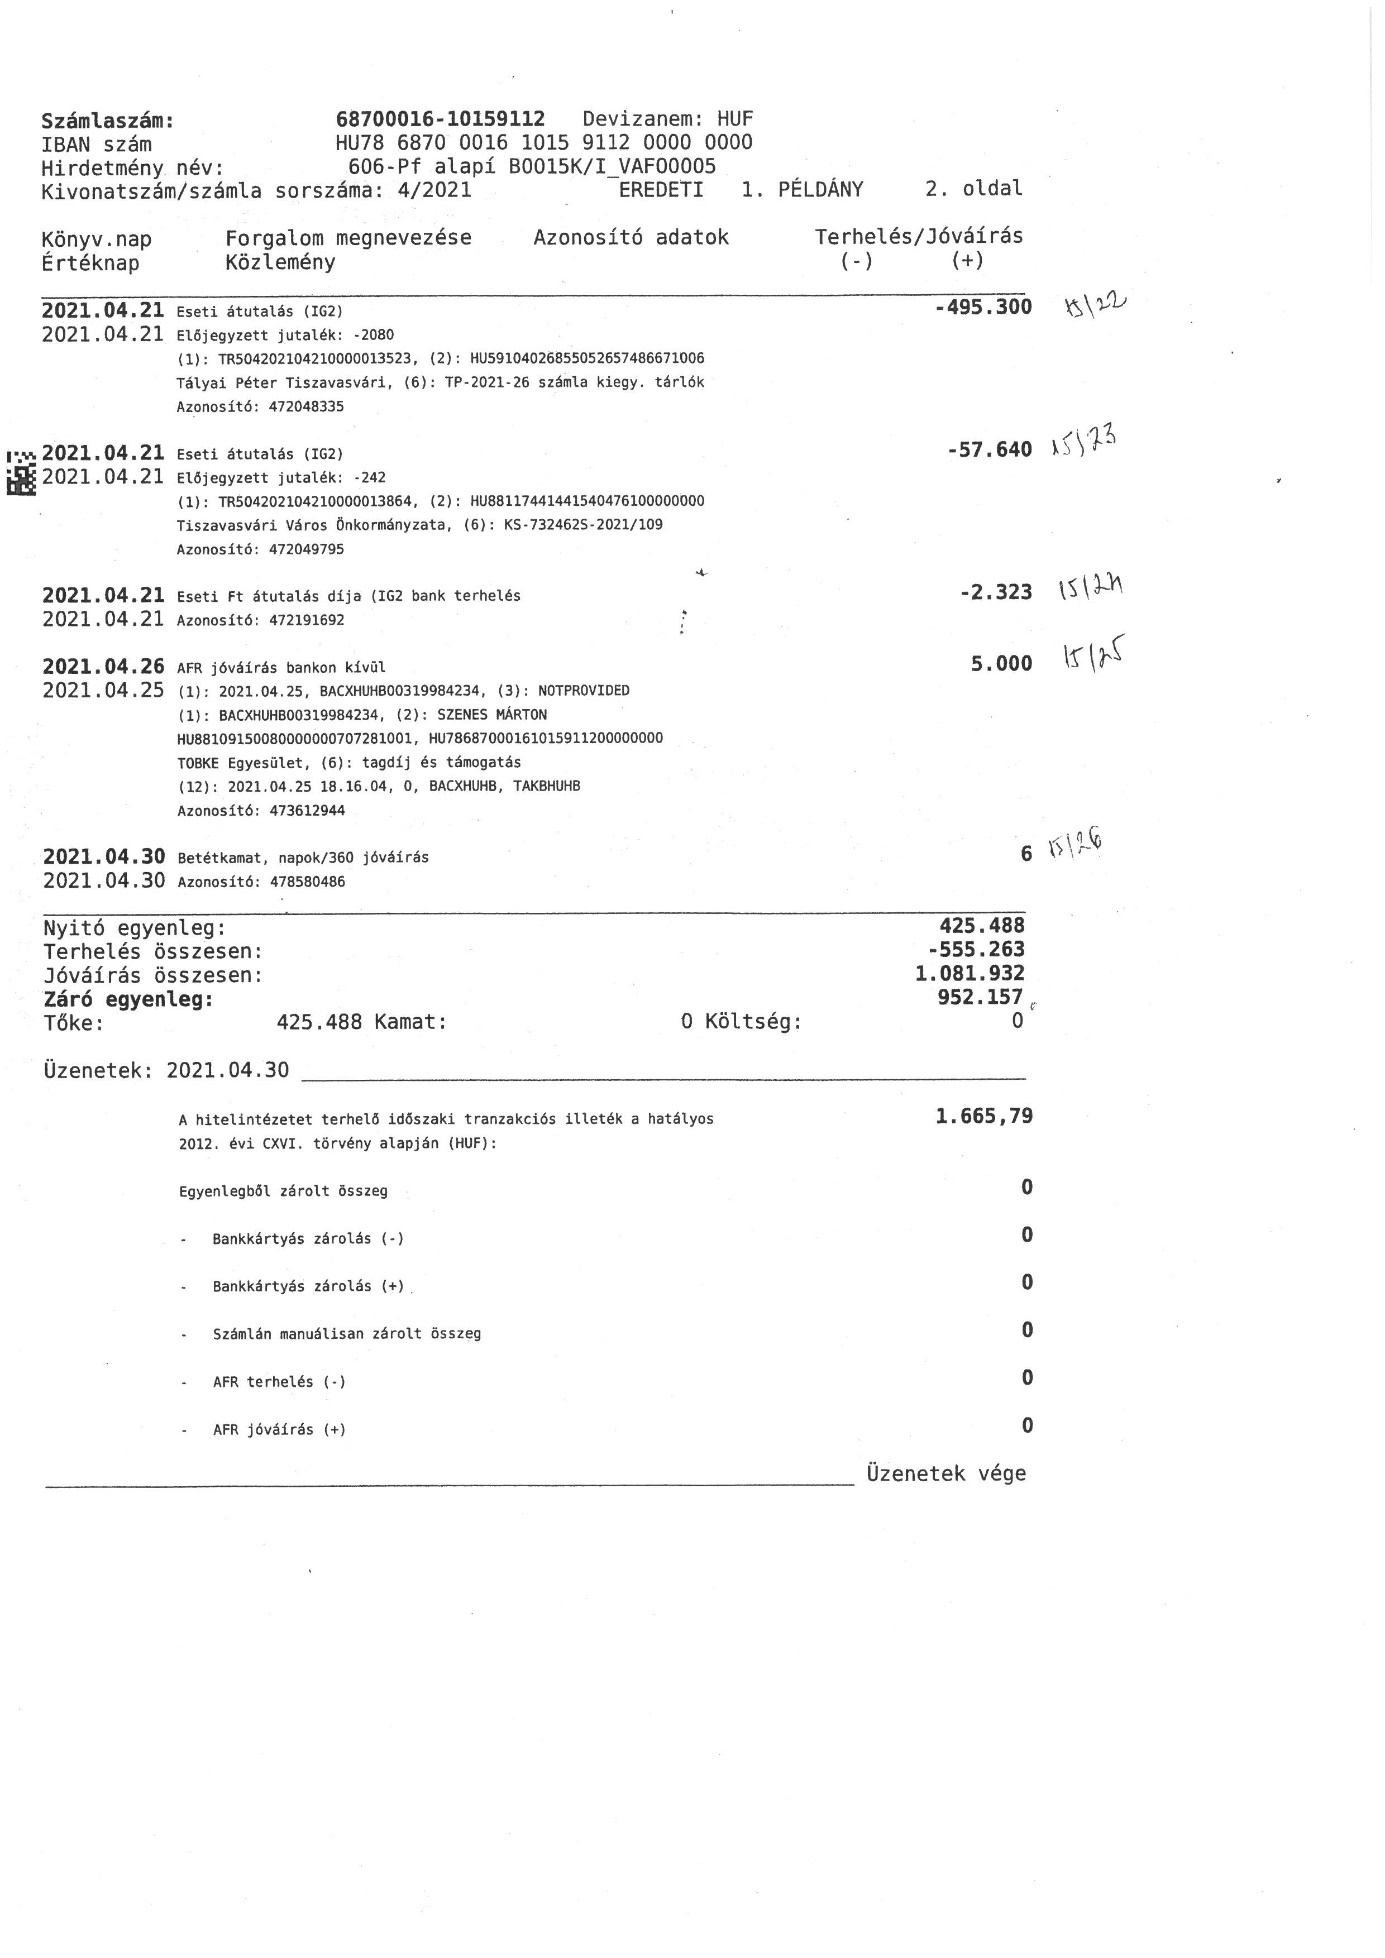 Számlaszám: 68700016-10159112 Devizanem: HUF
IBAN szám HU78 6870 0016 1015 9112 0000 0000
Hirdetmény név: 606-Pf alapí B0015K/I_VAF00005
Kivonatszám/számla sorszáma: 4/2021 EREDETI 1. PÉLDÁNY 2. oldal
Könyv.nap Forgalom megnevezése Azonosító adatok Terhelés/Jóváírás
Értéknap Közlemény (-) (+)
2021.04.21 Eseti átutalás (IG2) -495.300 15/22
2021.04.21 Előjegyzett jutalék: -2080
(1): TR504202104210000013523, (2): HU59104026855052657486671006
Tályai Péter Tiszavasvári, (6): TP-2021-26 számla kiegy. tárlók
Azonosító: 472048335
2021.04.21 Eseti átutalás (IG2) -57.640 15/23
2021.04.21 Előjegyzett jutalék: -242
(1): TR504202104210000013864, (2): HU88117441441540476100000000
Tiszavasvári Város Önkormányzata, (6): KS-732462S-2021/109
Azonosító: 472049795
2021.04.21 Eseti Ft átutalás díja (IG2 bank terhelés -2.323 15/24
2021.04.21 Azonosító: 472191692
2021.04.26 AFR jóváírás bankon kívül 5.000 15/25
2021.04.25 (1): 2021.04.25, BACXHUHB00319984234, (3): NOTPROVIDED
(1): BACXHUHB00319984234, (2): SZENES MÁRTON
HU88109150080000000707281001, HU78687000161015911200000000
TOBKE Egyesület, (6): tagdíj és támogatás
(12): 2021.04.25 18.16.04, 0, BACXHUHB, TAKBHUHB
Azonosító: 473612944
2021.04.30 Betétkamat, napok/360 jóváírás 6 15/26
2021.04.30 Azonosító: 478580486
Nyitó egyenleg: 425.488
Terhelés összesen: -555.263
Jóváírás összesen: 1.081.932
Záró egyenleg: 952.157
Tőke: 425.488 Kamat: 0 Költség: 0
Üzenetek: 2021.04.30
A hitelintézetet terhelő időszaki tranzakciós illeték a hatályos 1.665,79
2012. évi CXVI. törvény alapján (HUF):
Egyenlegből zárolt összeg 0
- Bankkártyás zárolás (-) 0
- Bankkártyás zárolás (+) 0
- Számlán manuálisan zárolt összeg 0
- AFR terhelés (-) 0
- AFR jóváírás (+) 0
Üzenetek vége